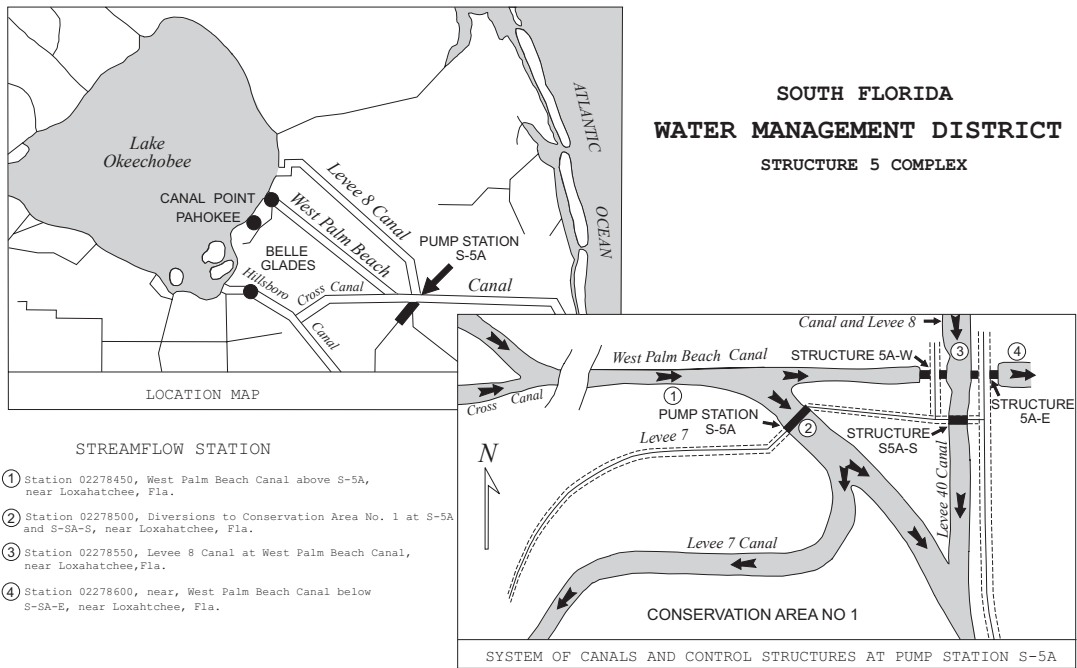 SOUTH FLORIDA
WATER MANAGEMENT DISTRICT
STRUCTURE 5 COMPLEX
Lake
Okeechobee
ATLANTIC
OCEAN
CANAL POINT
PAHOKEE
Levee 8 Canal
West Palm Beach
BELLE
GLADES
PUMP STATION
S-5A
Hillsboro
Cross Canal
Canal
Canal
LOCATION MAP
Canal and Levee 8
West Palm Beach Canal
STRUCTURE 5A-W
3
4
1
Cross Canal
PUMP STATION
S-5A
2
STRUCTURE
5A-E
STRUCTURE
S5A-S
Levee 7
Levee 40 Canal
Levee 7 Canal
CONSERVATION AREA NO 1
SYSTEM OF CANALS AND CONTROL STRUCTURES AT PUMP STATION S-5A
N
STREAMFLOW STATION
1 Station 02278450, West Palm Beach Canal above S-5A,
near Loxahatchee, Fla.
2 Station 02278500, Diversions to Conservation Area No. 1 at S-5A
and S-SA-S, near Loxahatchee, Fla.
3 Station 02278550, Levee 8 Canal at West Palm Beach Canal,
near Loxahatchee,Fla.
4 Station 02278600, near, West Palm Beach Canal below
S-SA-E, near Loxahtchee, Fla.